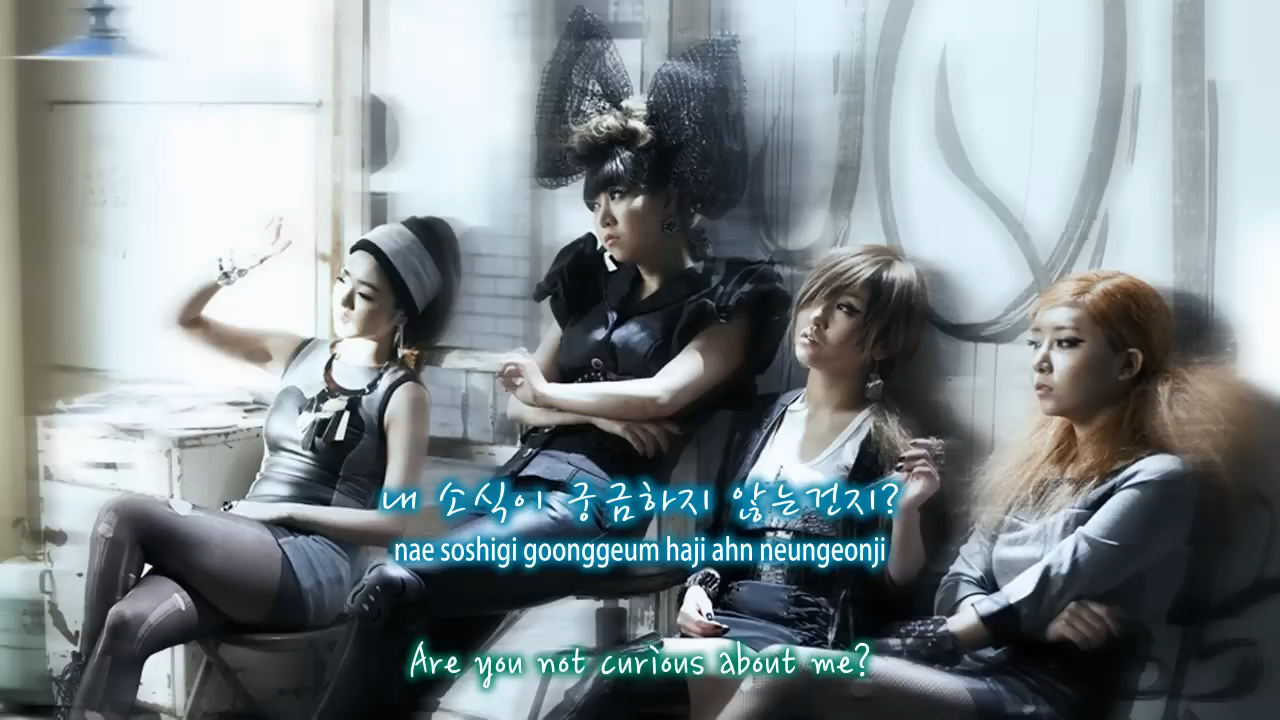 내 소식이 궁금하지 않는건지?
nae soshigi goonggeum haji ahn neungeonji
Are you not curious about me?